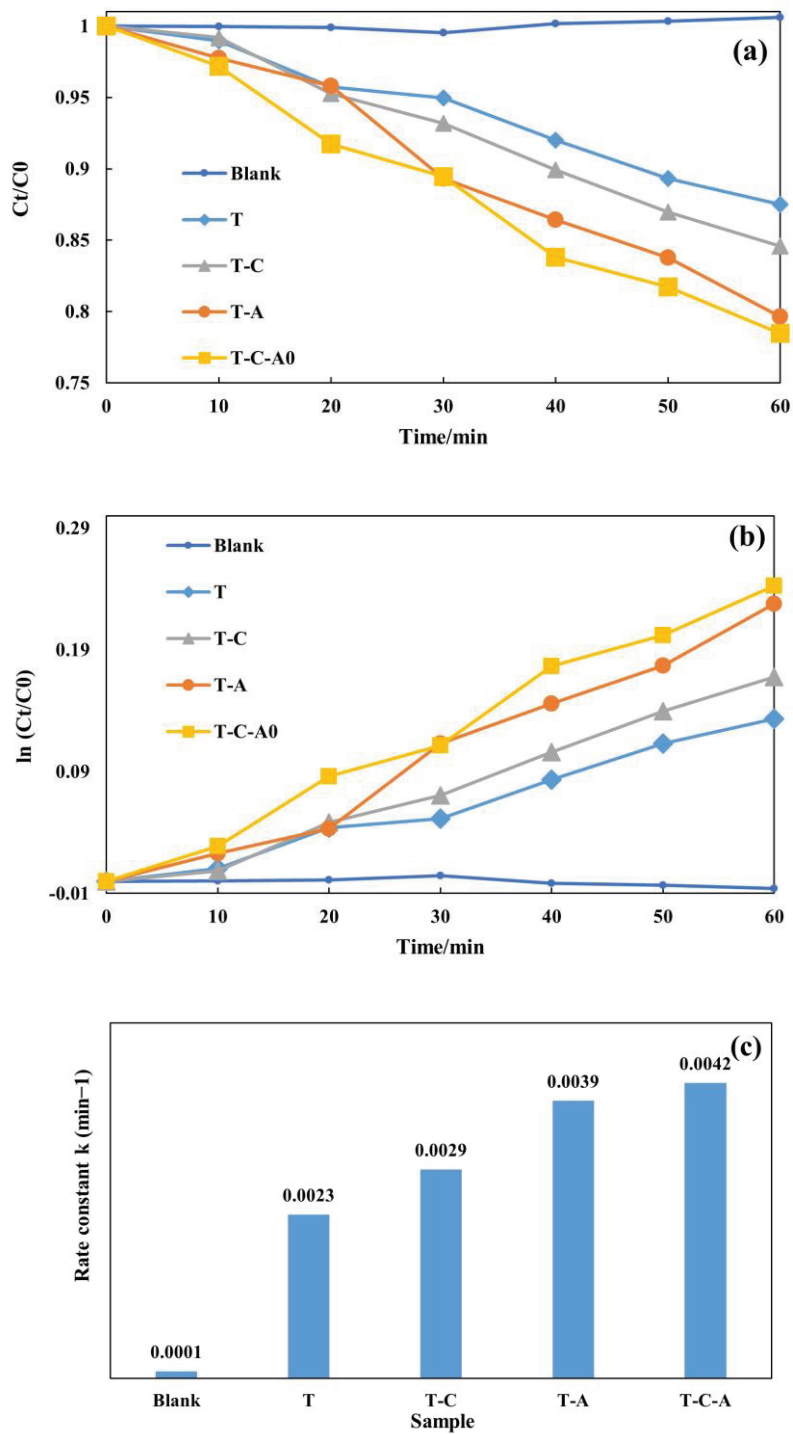 1
0.95
0.9
0.85
0.8
0.75
Ct/C0
(a)
Blank
T
T-C
T-A
T-C-A0
0 10 20 30 40 50 60
Time/min
0.29
0.19
0.09
-0.01
ln (Ct/C0)
(b)
Blank
T
T-C
T-A
T-C-A0
0 10 20 30 40 50 60
Time/min
Rate constant k (min−1)
(c)
0.0001
0.0023
0.0029
0.0039
0.0042
Blank T T-C T-A T-C-A
Sample